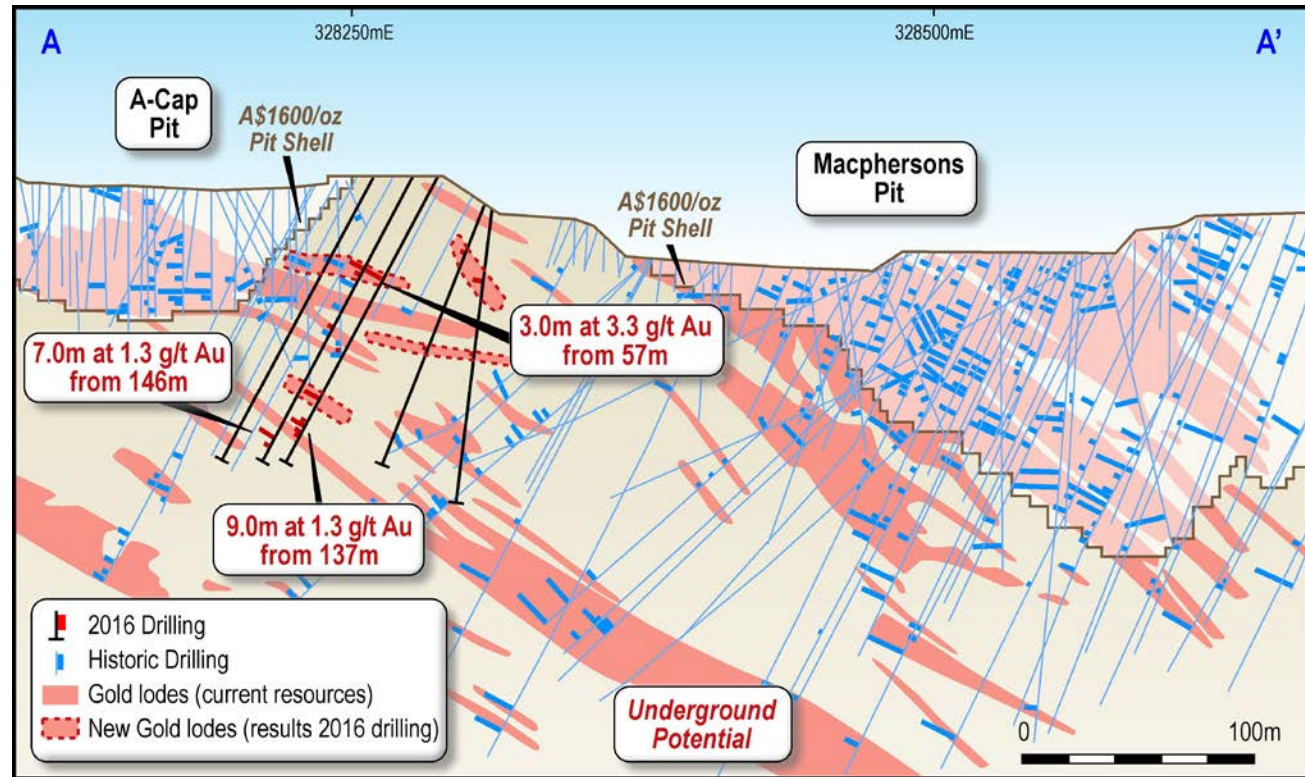 A
328250mE
328500mE
A'
A-Cap
Pit
A$1600/oz
Pit Shell
Macphersons
Pit
A$1600/oz
Pit Shell
7.0m at 1.3 g/t Au
from 146m
3.0m at 3.3 g/t Au
from 57m
9.0m at 1.3 g/t Au
from 137m
2016 Drilling
Historic Drilling
Gold lodes (current resources)
New Gold lodes (results 2016 drilling)
Underground
Potential
0
100m